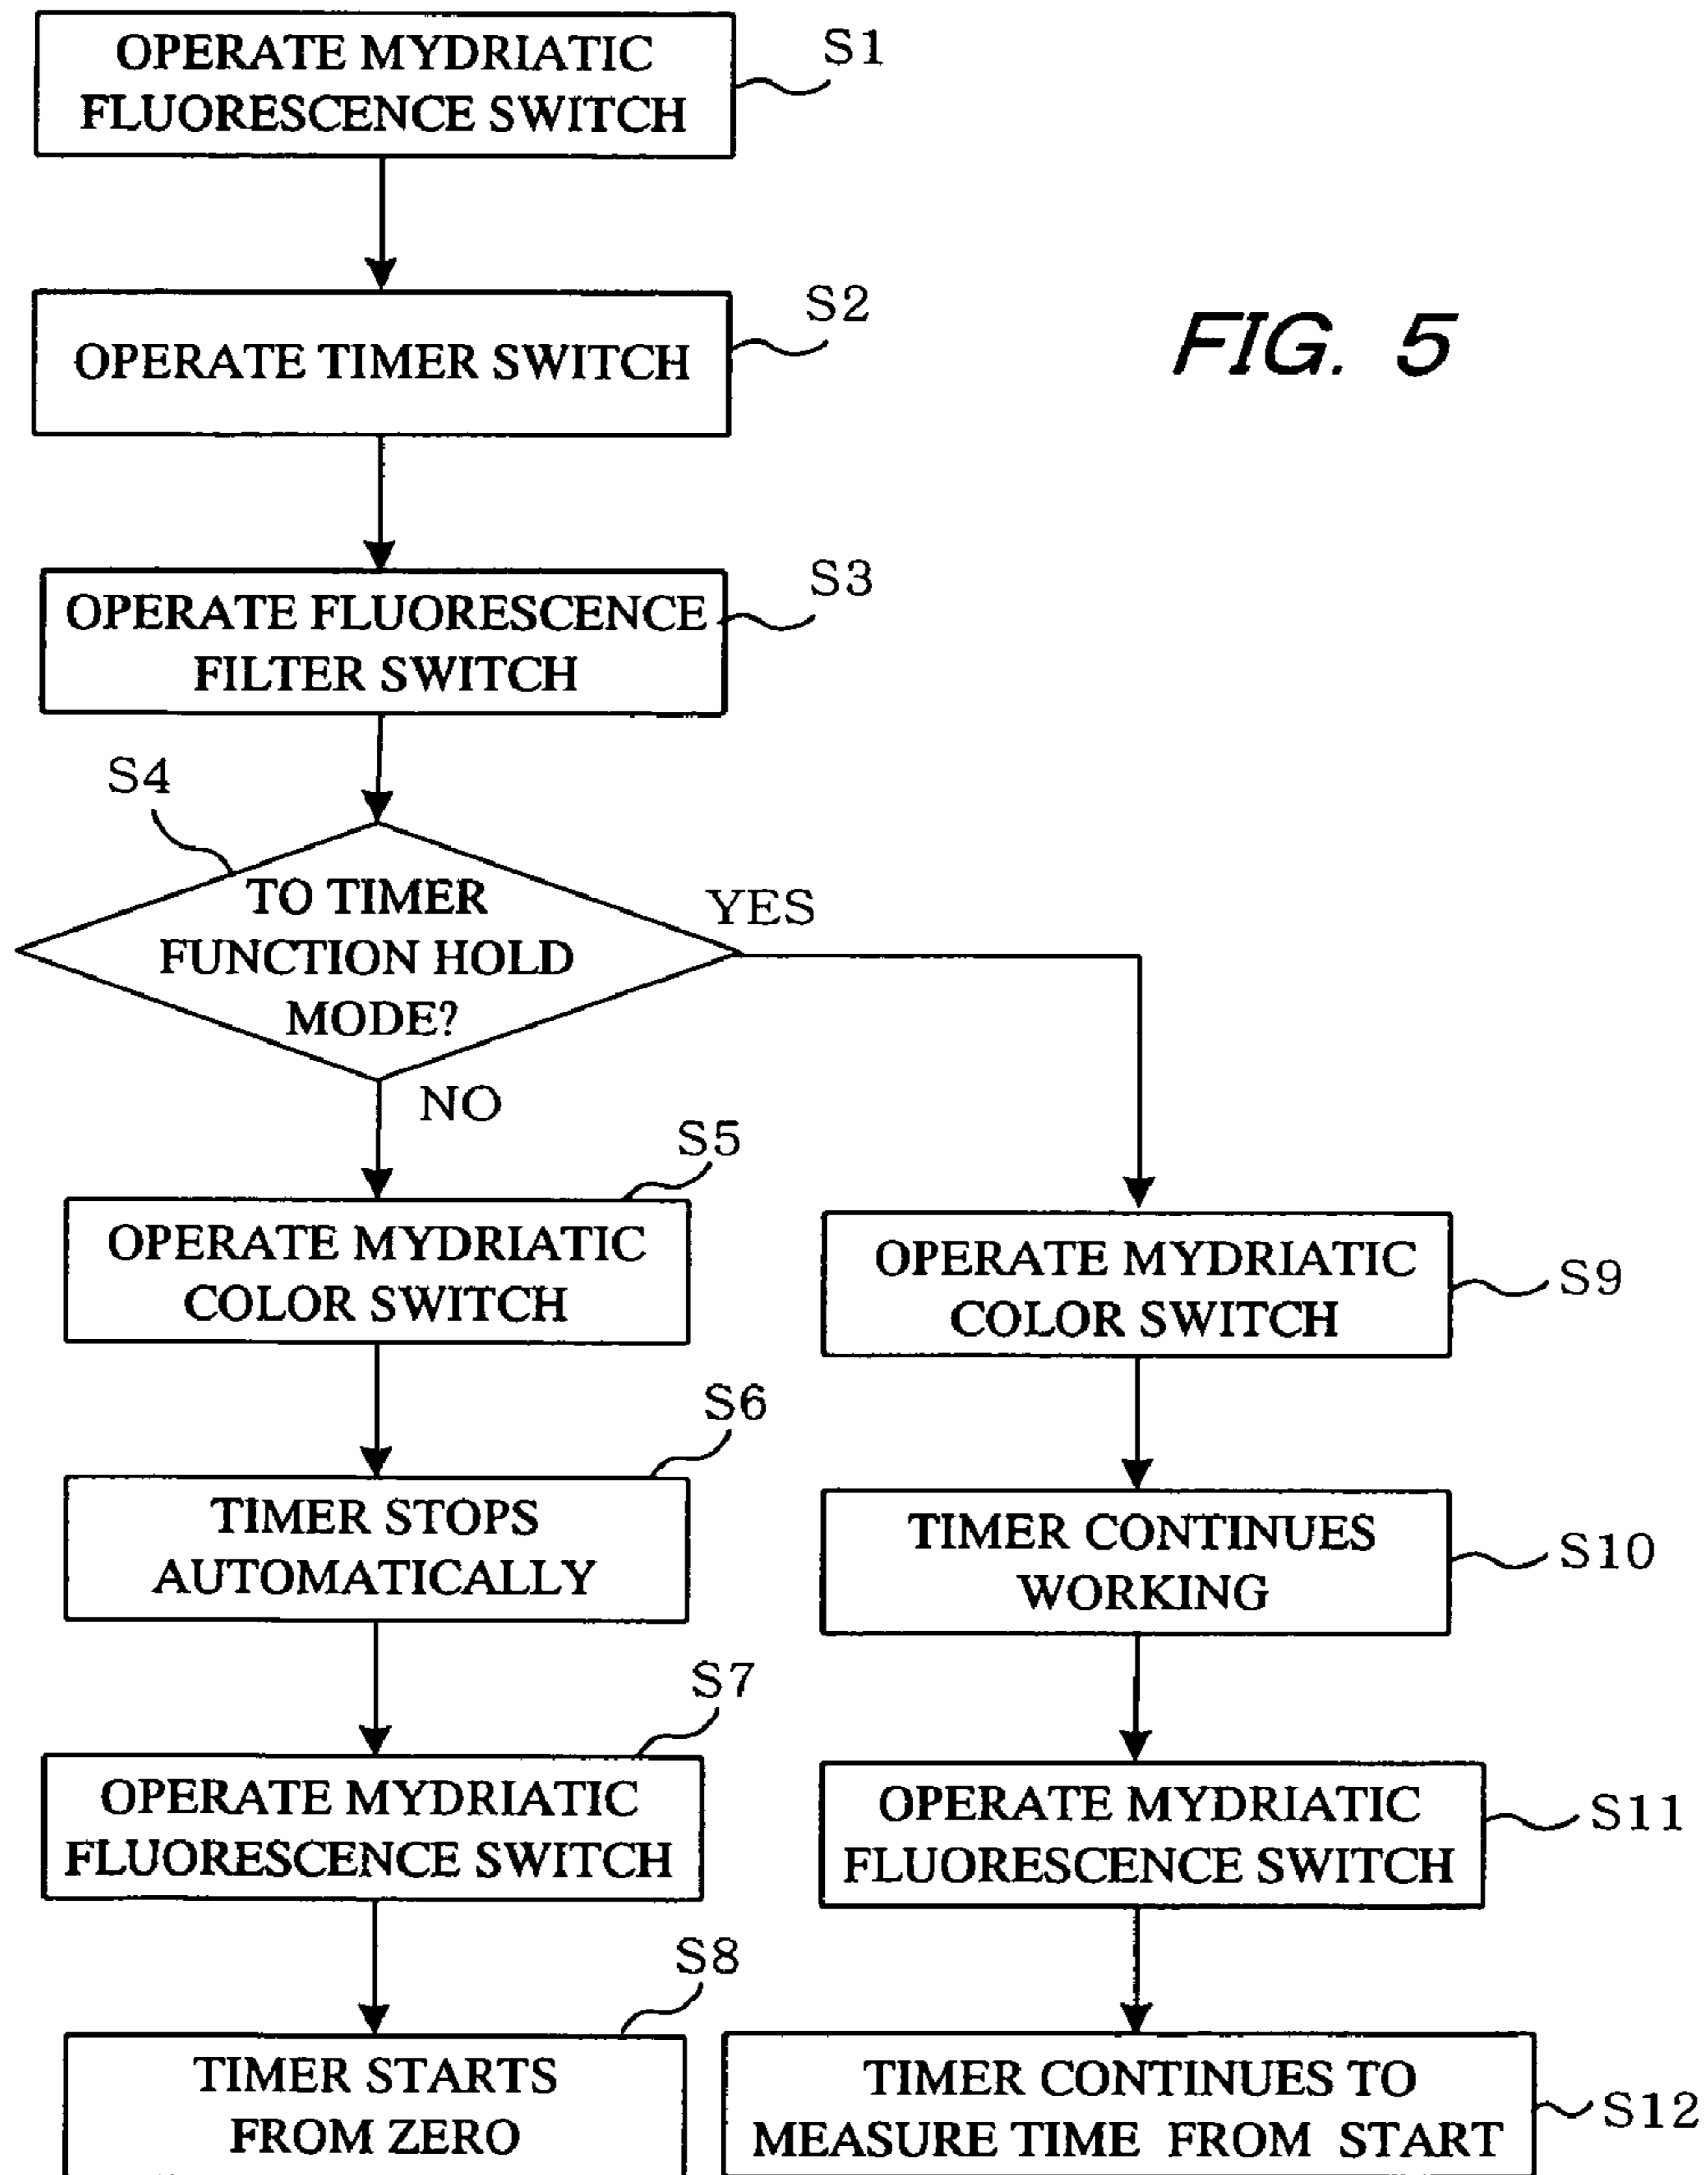 OPERATE MYDRIATIC
FLUORESCENCE SWITCH
S1
OPERATE TIMER SWITCH
S2
FIG. 5
OPERATE FLUORESCENCE
FILTER SWITCH
S3
S4
TO TIMER
FUNCTION HOLD
MODE?
YES
NO
S5
OPERATE MYDRIATIC
COLOR SWITCH
S6
TIMER STOPS
AUTOMATICALLY
S7
OPERATE MYDRIATIC
FLUORESCENCE SWITCH
S8
TIMER STARTS
FROM ZERO
OPERATE MYDRIATIC
COLOR SWITCH
S9
TIMER CONTINUES
WORKING
S10
OPERATE MYDRIATIC
FLUORESCENCE SWITCH
S11
TIMER CONTINUES TO
MEASURE TIME FROM START
S12